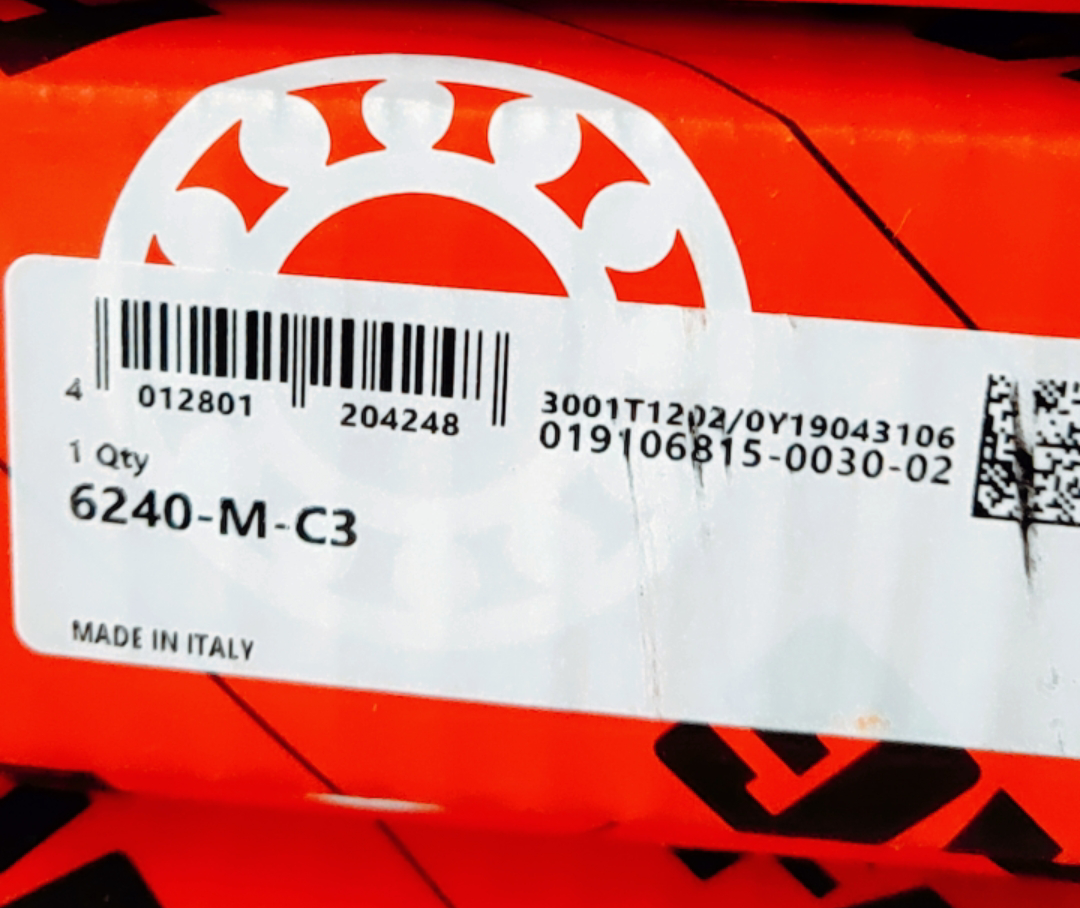 4 012801 204248
3001T1202/0Y19043106
019106815-0030-02
1 Qty
6240-M-C3
MADE IN ITALY